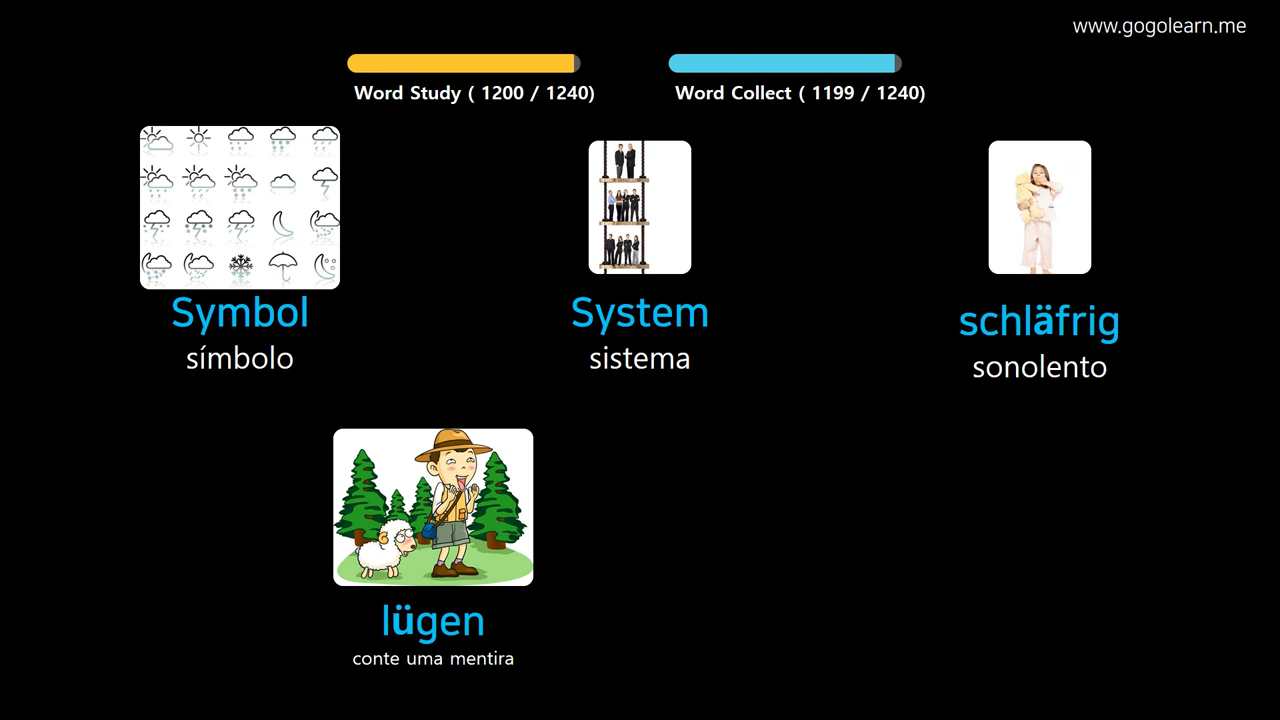 www.gogolearn.me
Word Study ( 1200 / 1240)
Word Collect ( 1199 / 1240)
Symbol
símbolo
System
sistema
schläfrig
sonolento
lügen
conte uma mentira